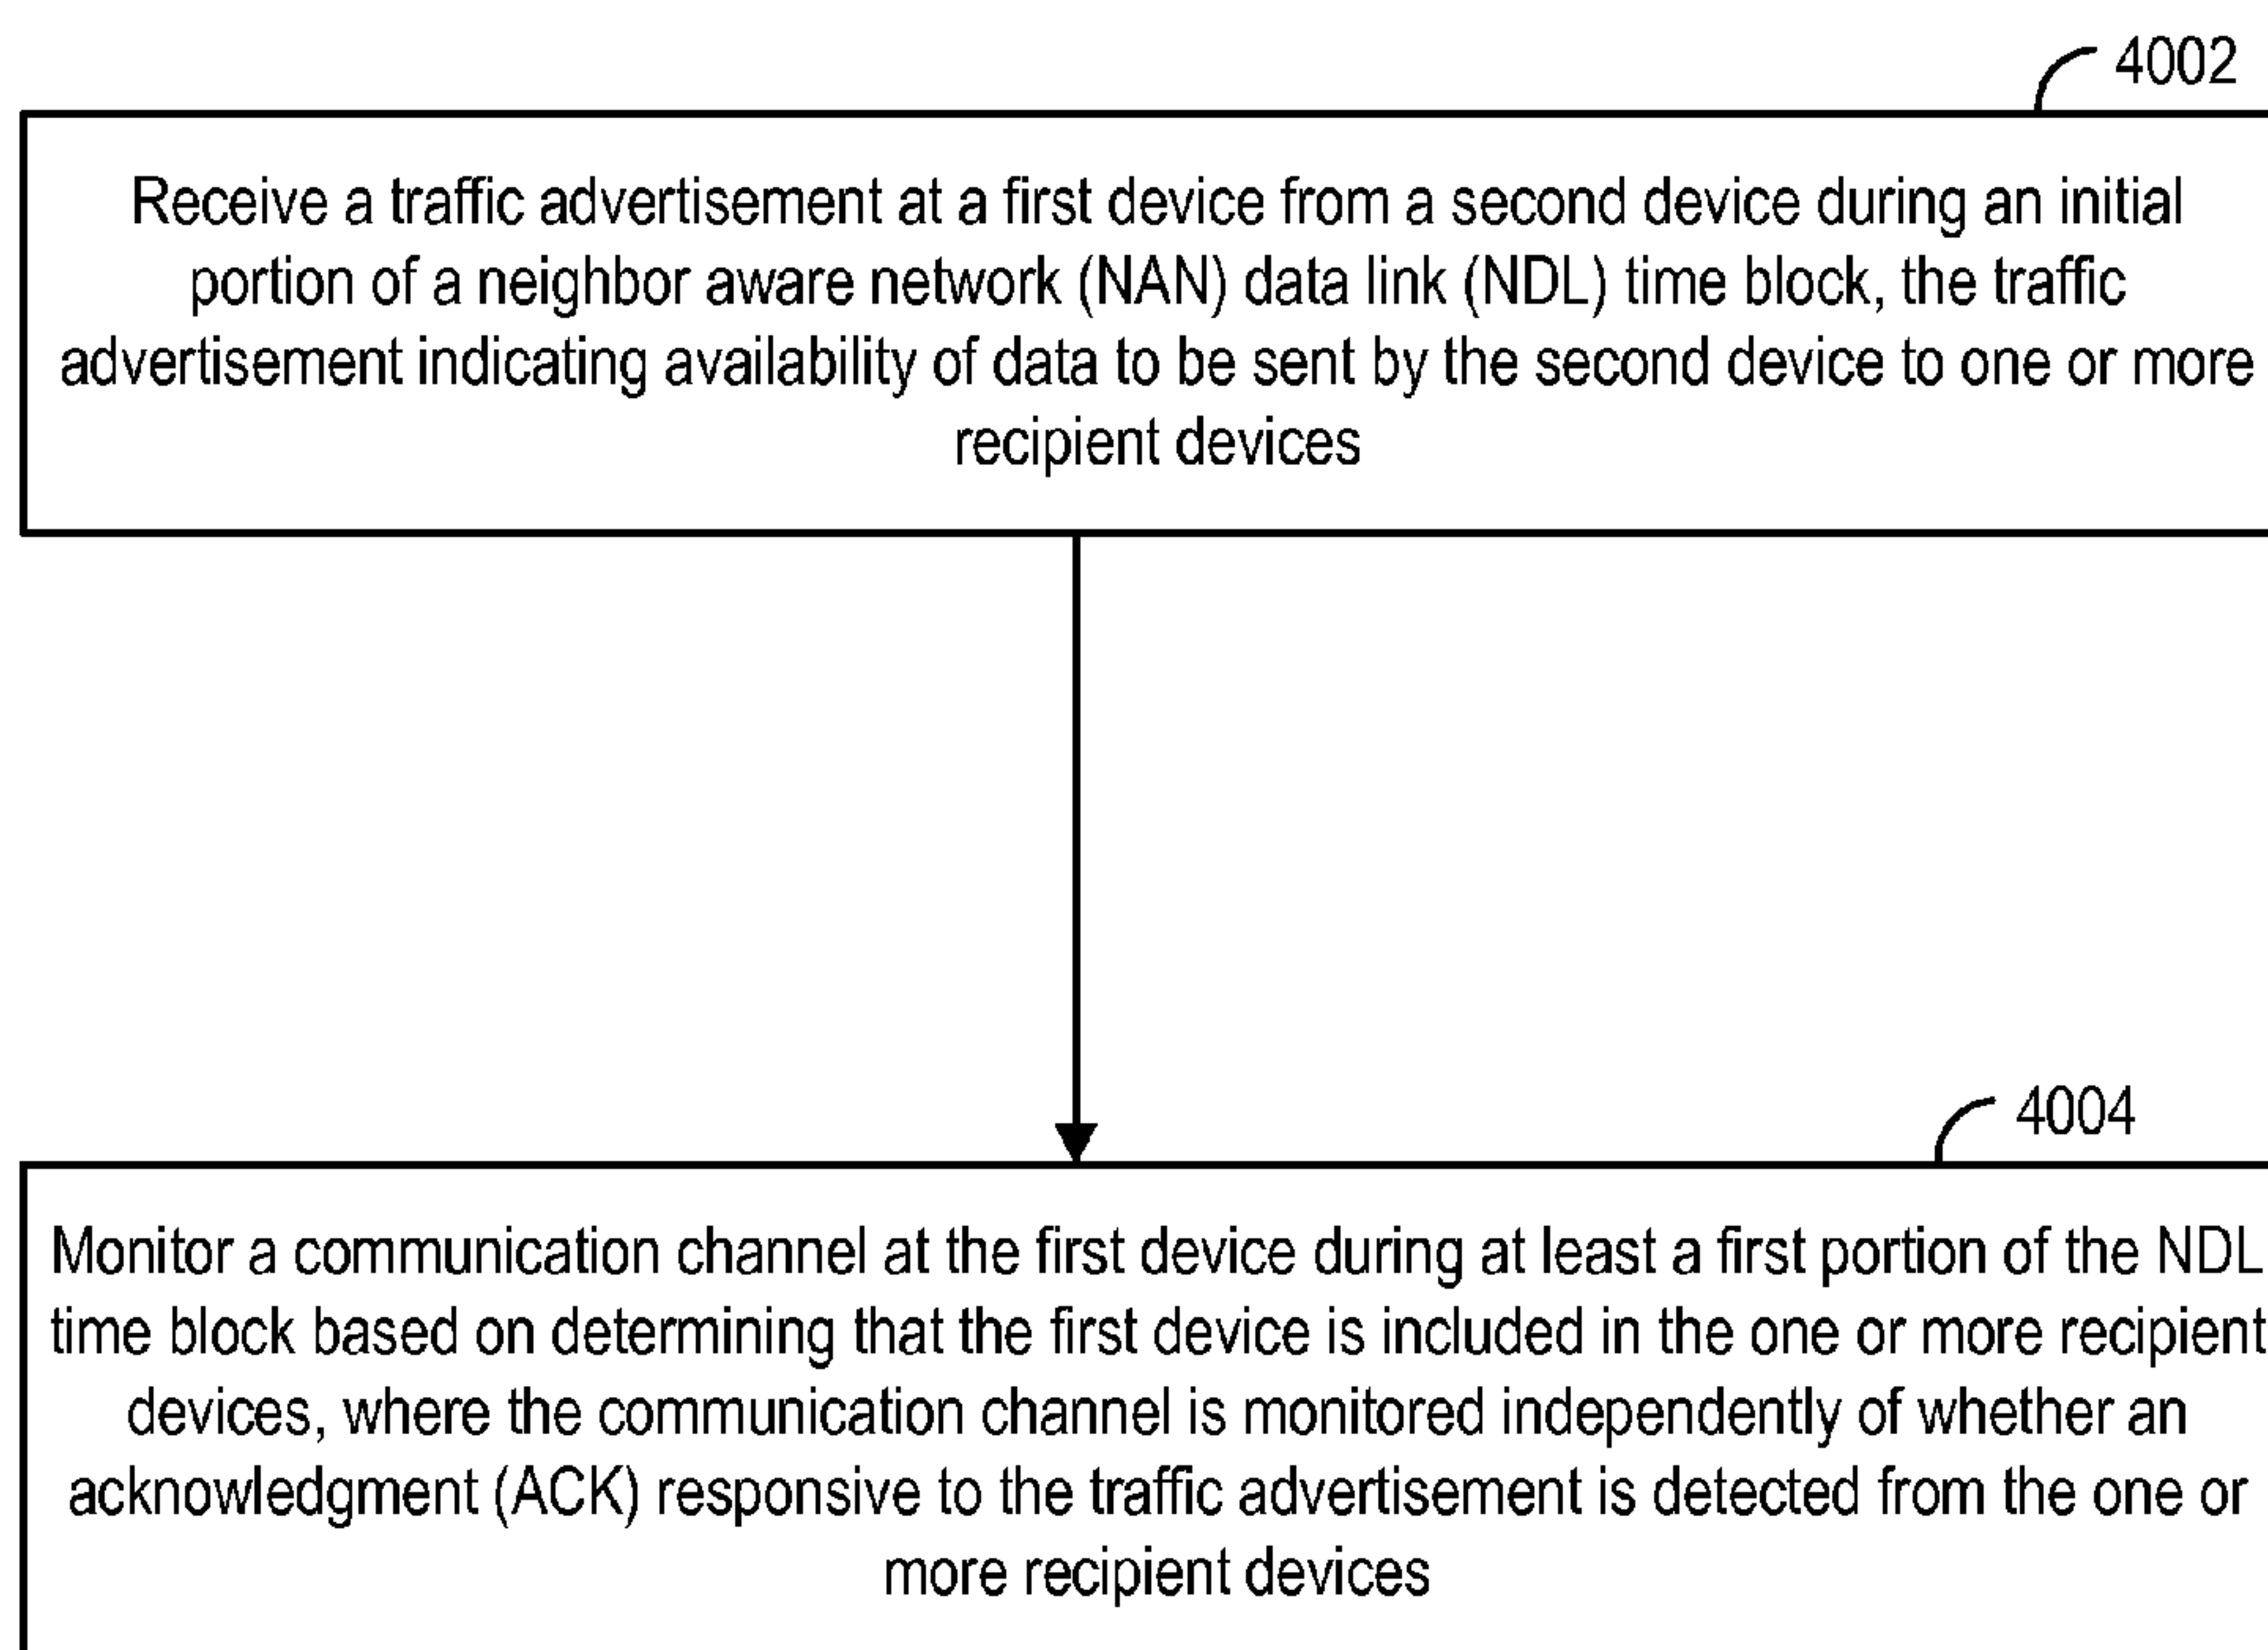 4002
Receive a traffic advertisement at a first device from a second device during an initial
portion of a neighbor aware network (NAN) data link (NDL) time block, the traffic
advertisement indicating availability of data to be sent by the second device to one or more
recipient devices
4004
Monitor a communication channel at the first device during at least a first portion of the NDL
time block based on determining that the first device is included in the one or more recipient
devices, where the communication channel is monitored independently of whether an
acknowledgment (ACK) responsive to the traffic advertisement is detected from the one or
more recipient devices